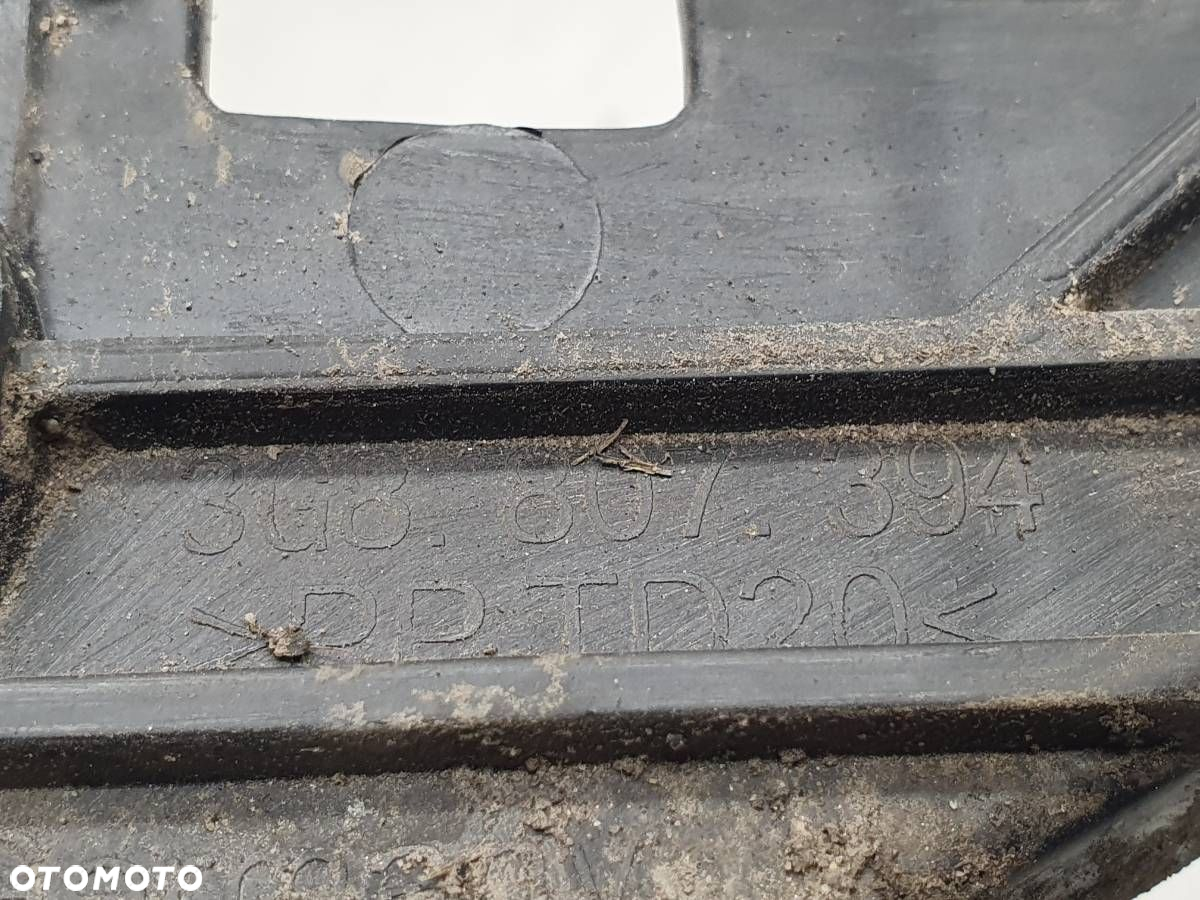 3G8. 807. 394
>PP TD20<
OTOMOTO